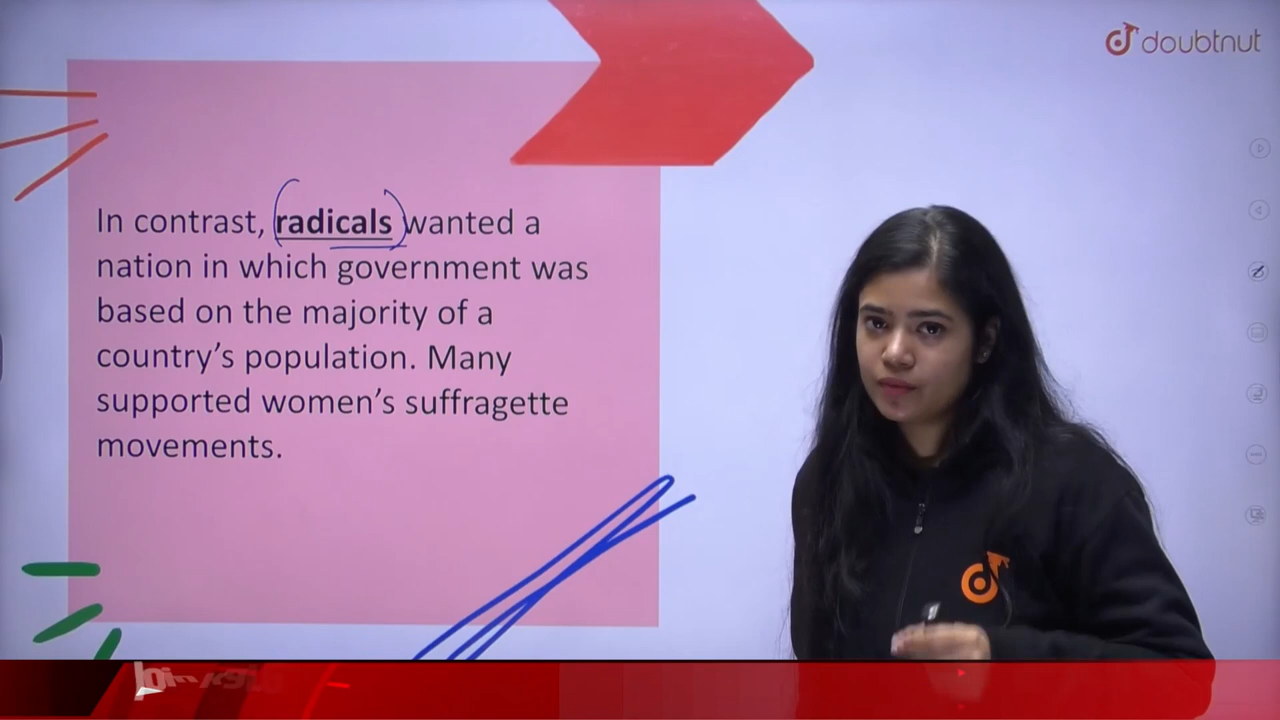 doubtnut
In contrast, radicals wanted a
nation in which government was
based on the majority of a
country's population. Many
supported women's suffragette
movements.